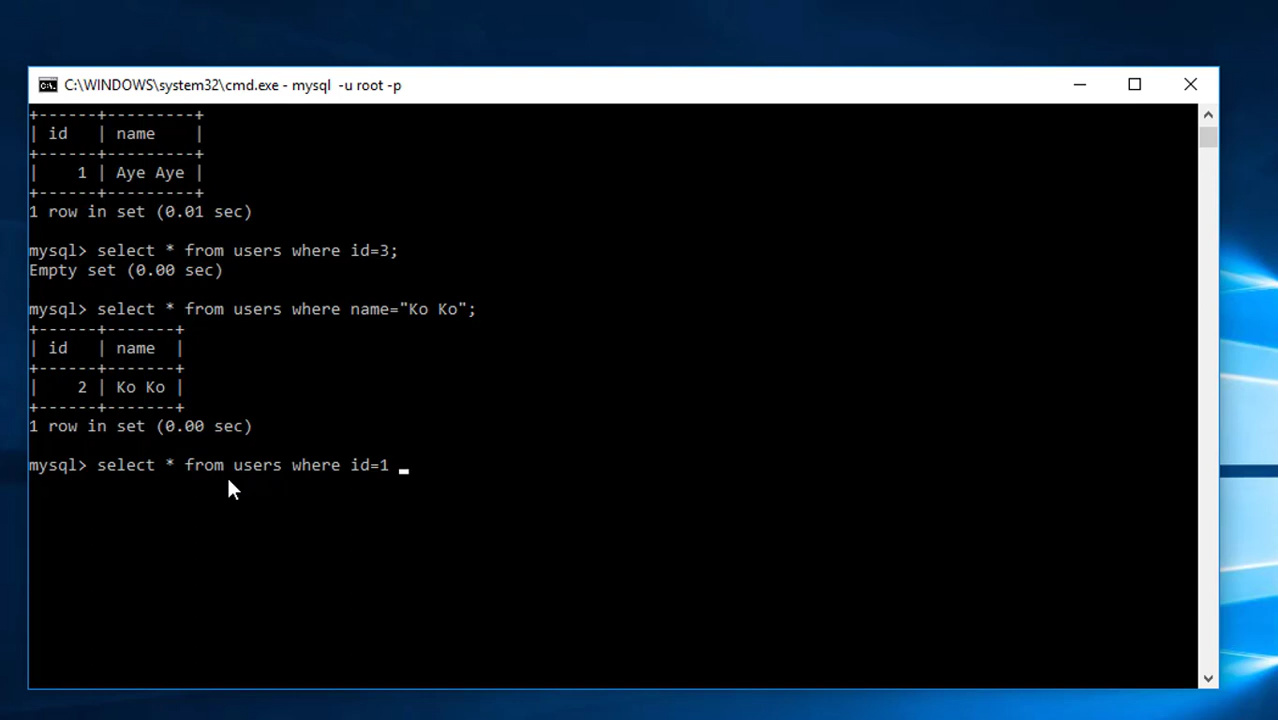 C:\WINDOWS\system32\cmd.exe - mysql  -u root -p
+------+----------+
| id   | name     |
+------+----------+
|    1 | Aye Aye |
+------+----------+
1 row in set (0.01 sec)
mysql> select * from users where id=3;
Empty set (0.00 sec)
mysql> select * from users where name="Ko Ko";
+------+-------+
| id   | name  |
+------+-------+
|    2 | Ko Ko |
+------+-------+
1 row in set (0.00 sec)
mysql> select * from users where id=1 _